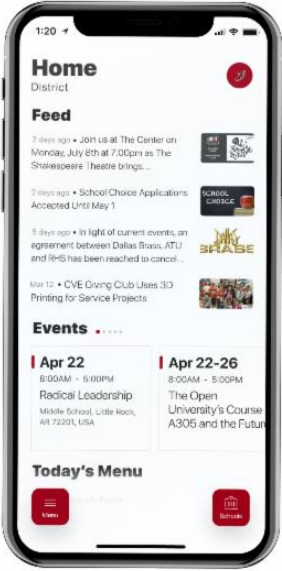 1:20
Home
District
Feed
2 days ago • Join us at The Center on
Monday, July 8th at 7:00pm as The
Shakespeare Theatre brings...
2 days ago • School Choice Applications
Accepted Until May 1
SCHOOL
CHOICE
5 days ago • In light of current events, an
agreement between Dallas Brass, ATU
and RHS has been reached to cancel...
BRASS
Mar 12 • CVE Giving Club Uses 3D
Printing for Service Projects
Events
Apr 22
8:00AM - 5:00PM
Radical Leadership
Middle School, Little Rock,
AR 72201, USA
Apr 22-26
8:00AM - 5:00PM
The Open
University's Course
A305 and the Futur
Today's Menu
Menu
Schools